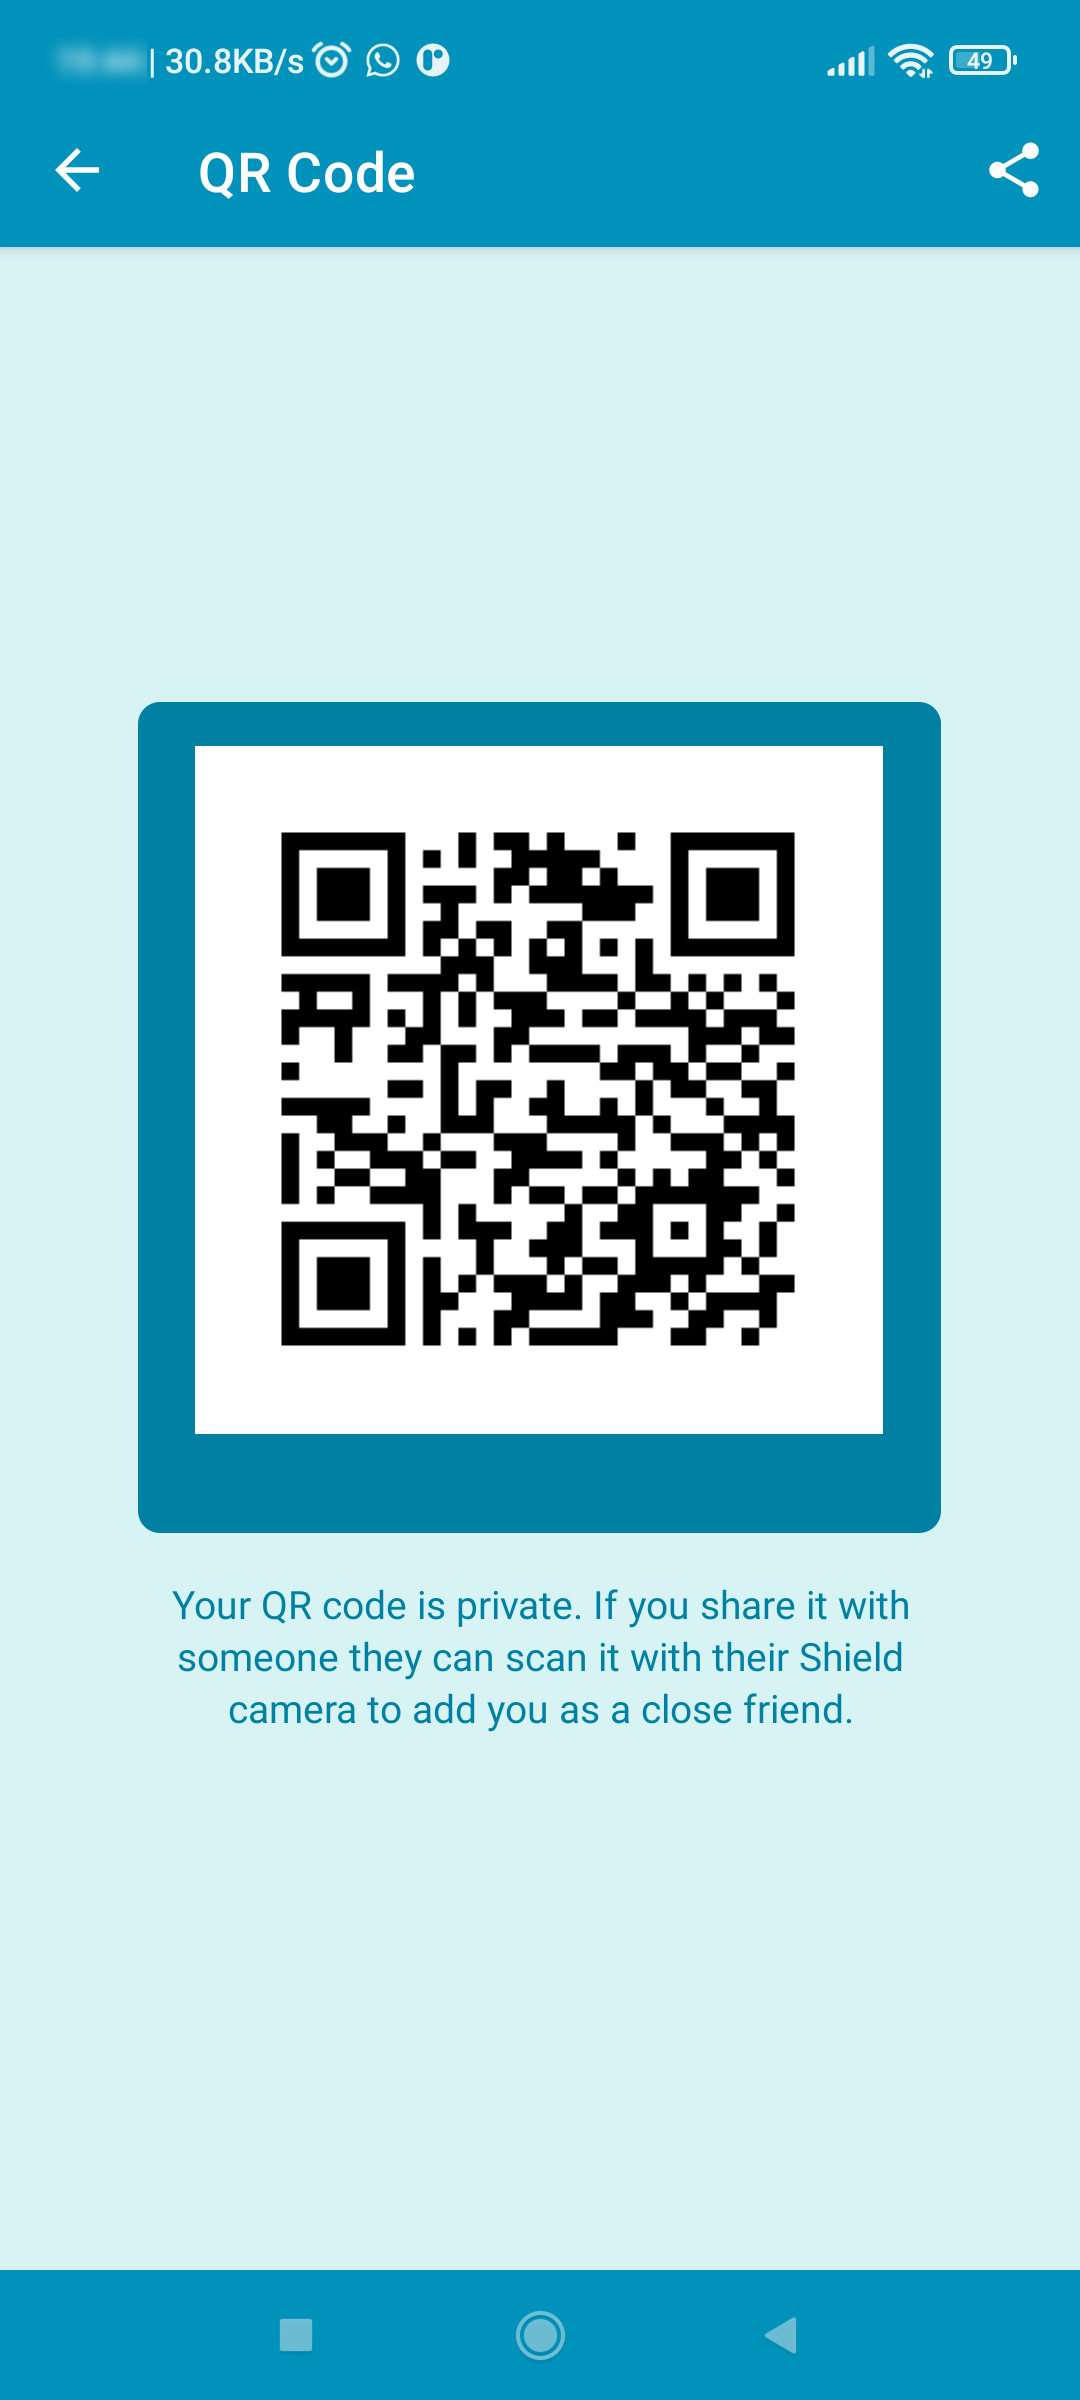 | 30.8KB/s
49
QR Code
Your QR code is private. If you share it with
someone they can scan it with their Shield
camera to add you as a close friend.